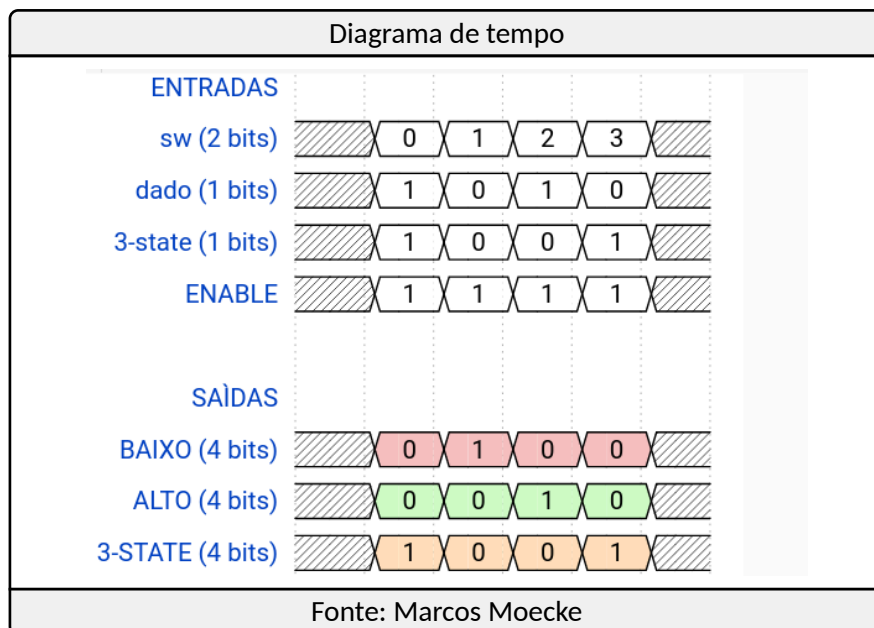 Diagrama de tempo
ENTRADAS
sw (2 bits) 0 1 2 3
dado (1 bits) 1 0 1 0
3-state (1 bits) 1 0 0 1
ENABLE 1 1 1 1
SAÌDAS
BAIXO (4 bits) 0 1 0 0
ALTO (4 bits) 0 0 1 0
3-STATE (4 bits) 1 0 0 1
Fonte: Marcos Moecke